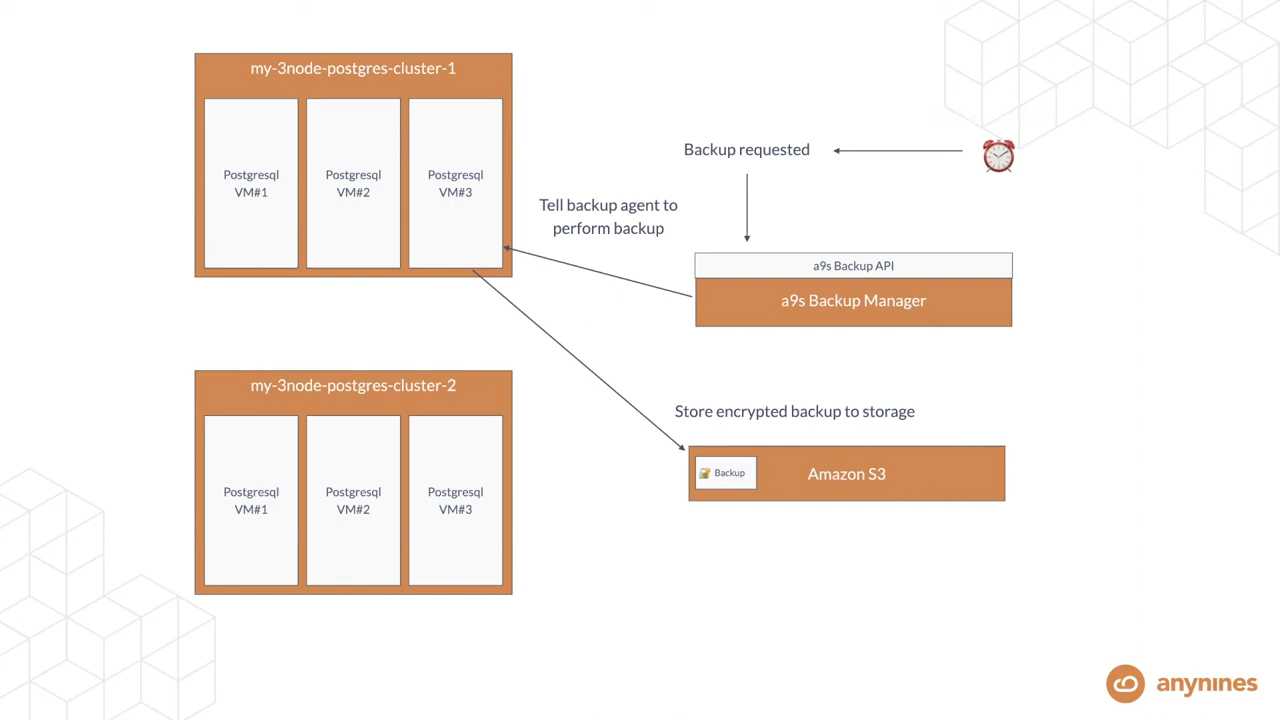 my-3node-postgres-cluster-1
Postgresql
VM#1
Postgresql
VM#2
Postgresql
VM#3
Backup requested
Tell backup agent to
perform backup
a9s Backup API
a9s Backup Manager
my-3node-postgres-cluster-2
Postgresql
VM#1
Postgresql
VM#2
Postgresql
VM#3
Store encrypted backup to storage
Backup
Amazon S3
anynines